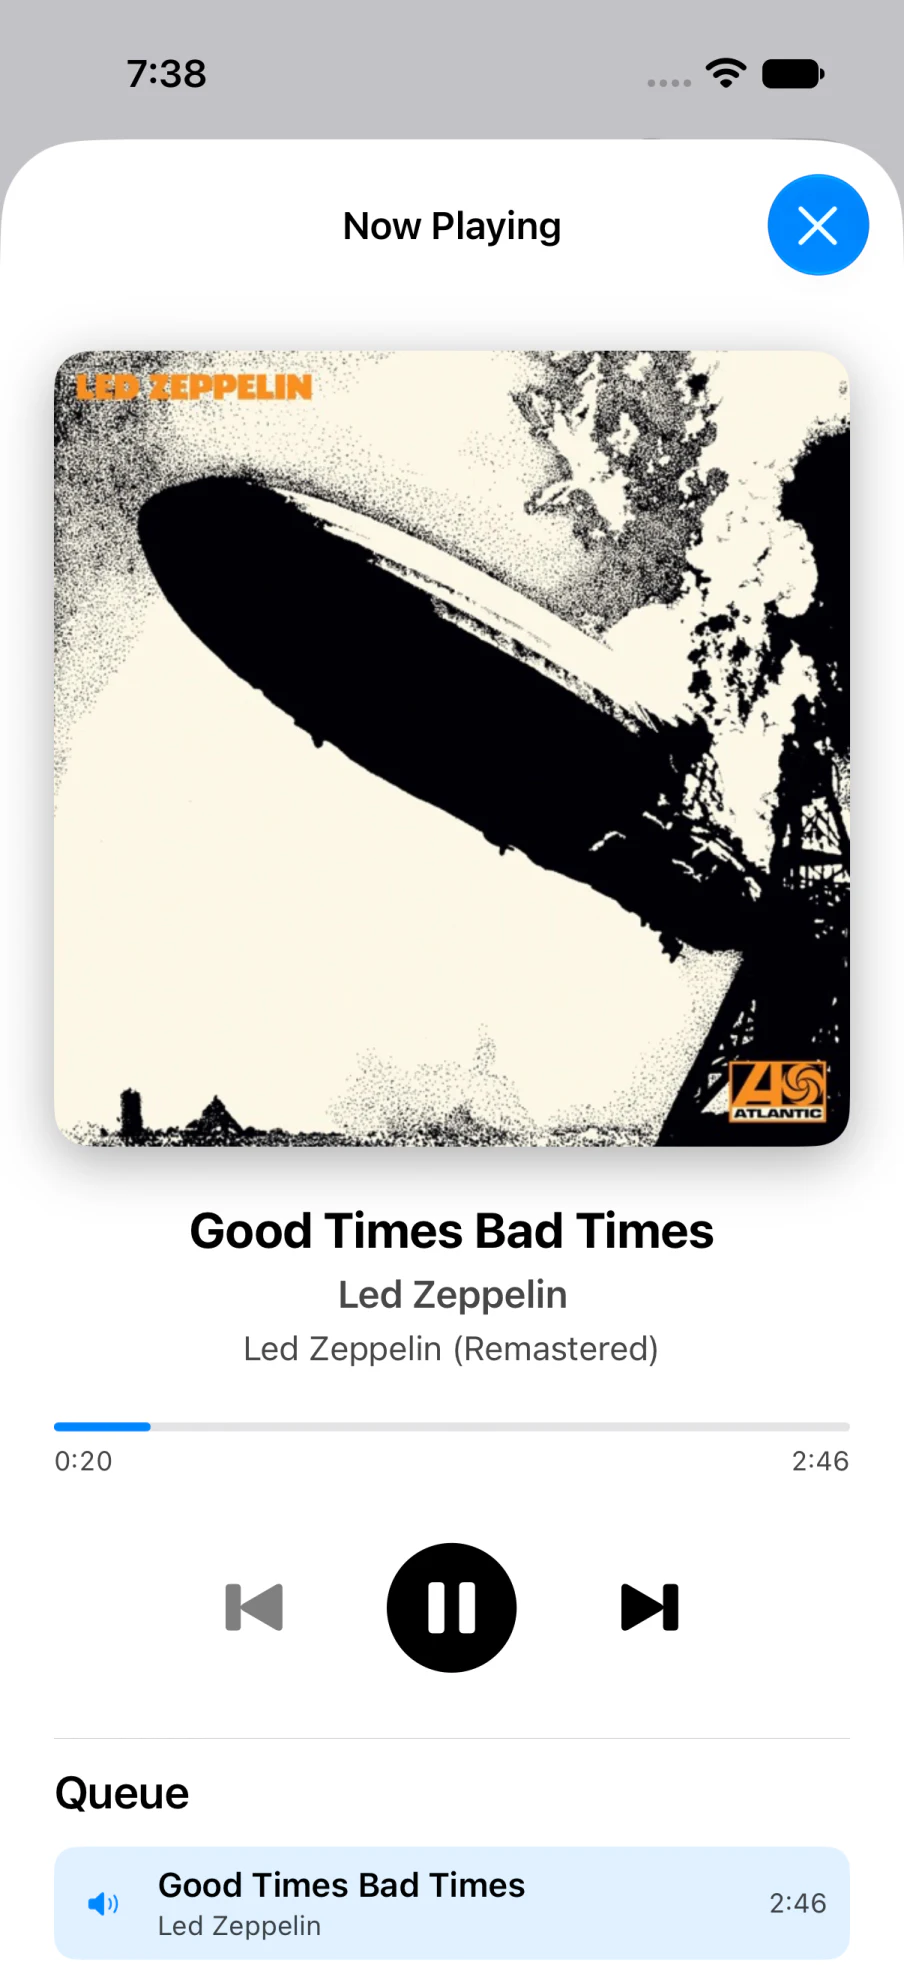 7:38
Now Playing
LED ZEPPELIN
ATLANTIC
Good Times Bad Times
Led Zeppelin
Led Zeppelin (Remastered)
0:20
2:46
Queue
Good Times Bad Times
Led Zeppelin
2:46